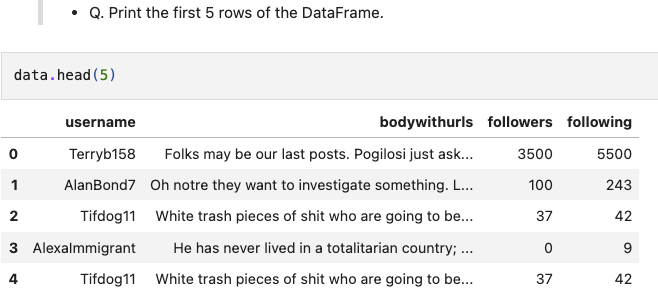 • Q. Print the first 5 rows of the DataFrame.
data.head(5)
username bodywithurls followers following
0 Terryb158 Folks may be our last posts. Pogilosi just ask... 3500 5500
1 AlanBond7 Oh notre they want to investigate something. L... 100 243
2 Tifdog11 White trash pieces of shit who are going to be... 37 42
3 AlexaImmigrant He has never lived in a totalitarian country; ... 0 9
4 Tifdog11 White trash pieces of shit who are going to be... 37 42